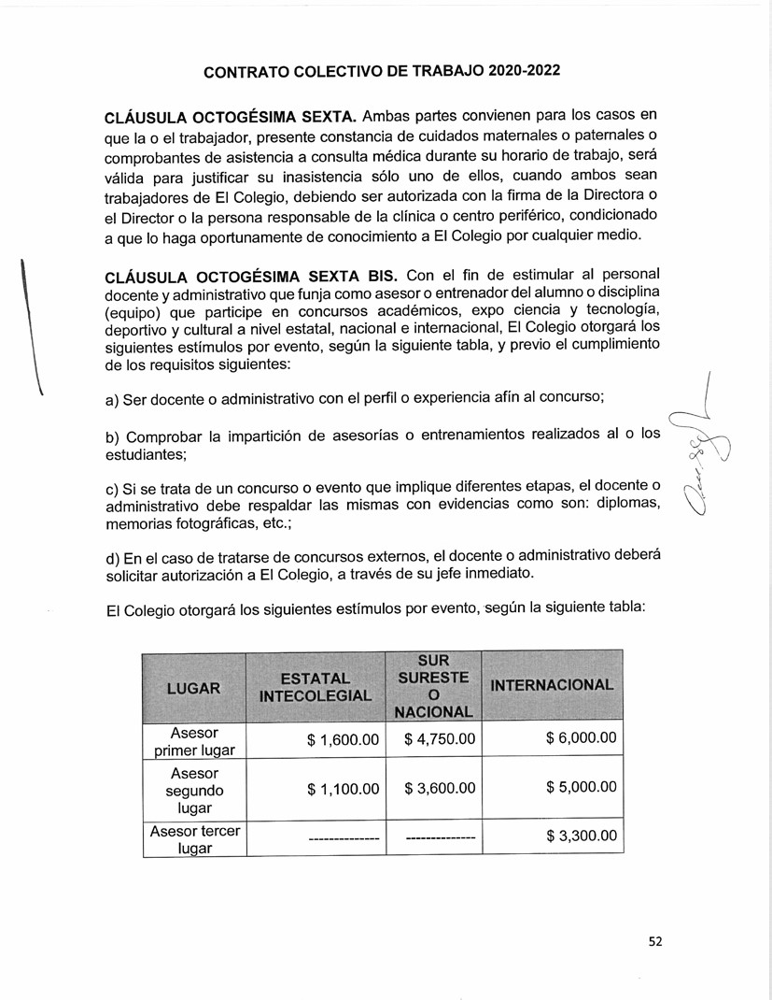 CONTRATO COLECTIVO DE TRABAJO 2020-2022
CLÁUSULA OCTOGÉSIMA SEXTA. Ambas partes convienen para los casos en
que la o el trabajador, presente constancia de cuidados maternales o paternales o
comprobantes de asistencia a consulta médica durante su horario de trabajo, será
válida para justificar su inasistencia sólo uno de ellos, cuando ambos sean
trabajadores de El Colegio, debiendo ser autorizada con la firma de la Directora o
el Director o la persona responsable de la clínica o centro periférico, condicionado
a que lo haga oportunamente de conocimiento a El Colegio por cualquier medio.
CLÁUSULA OCTOGÉSIMA SEXTA BIS. Con el fin de estimular al personal
docente y administrativo que funja como asesor o entrenador del alumno o disciplina
(equipo) que participe en concursos académicos, expo ciencia y tecnología,
deportivo y cultural a nivel estatal, nacional e internacional, El Colegio otorgará los
siguientes estímulos por evento, según la siguiente tabla, y previo el cumplimiento
de los requisitos siguientes:
a) Ser docente o administrativo con el perfil o experiencia afín al concurso;
b) Comprobar la impartición de asesorías o entrenamientos realizados al o los
estudiantes;
c) Si se trata de un concurso o evento que implique diferentes etapas, el docente o
administrativo debe respaldar las mismas con evidencias como son: diplomas,
memorias fotográficas, etc.;
d) En el caso de tratarse de concursos externos, el docente o administrativo deberá
solicitar autorización a El Colegio, a través de su jefe inmediato.
El Colegio otorgará los siguientes estímulos por evento, según la siguiente tabla:
LUGAR
ESTATAL
INTECOLEGIAL
SUR
SURESTE
O
NACIONAL
INTERNACIONAL
Asesor
primer lugar
$ 1,600.00
$ 4,750.00
$ 6,000.00
Asesor
segundo
lugar
$ 1,100.00
$ 3,600.00
$ 5,000.00
Asesor tercer
lugar
--------------
--------------
$ 3,300.00
52